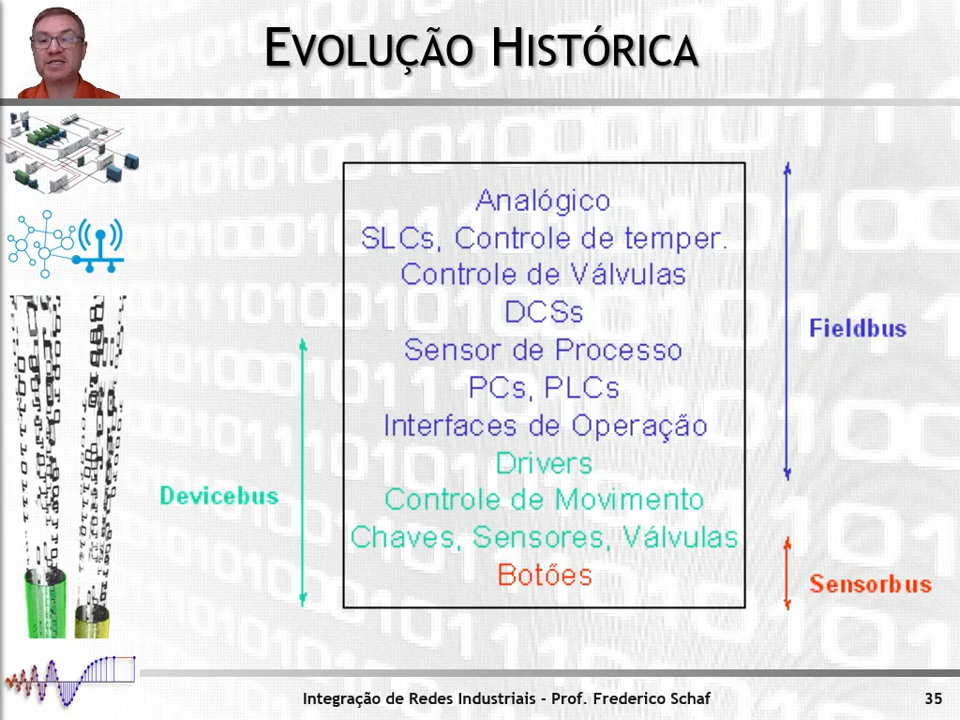 EVOLUÇÃO HISTÓRICA
Analógico
SLCs, Controle de temper.
Controle de Válvulas
DCSs
Sensor de Processo
PCs, PLCs
Interfaces de Operação
Drivers
Controle de Movimento
Chaves, Sensores, Válvulas
Botões
Devicebus
Fieldbus
Sensorbus
Integração de Redes Industriais - Prof. Frederico Schaf
35